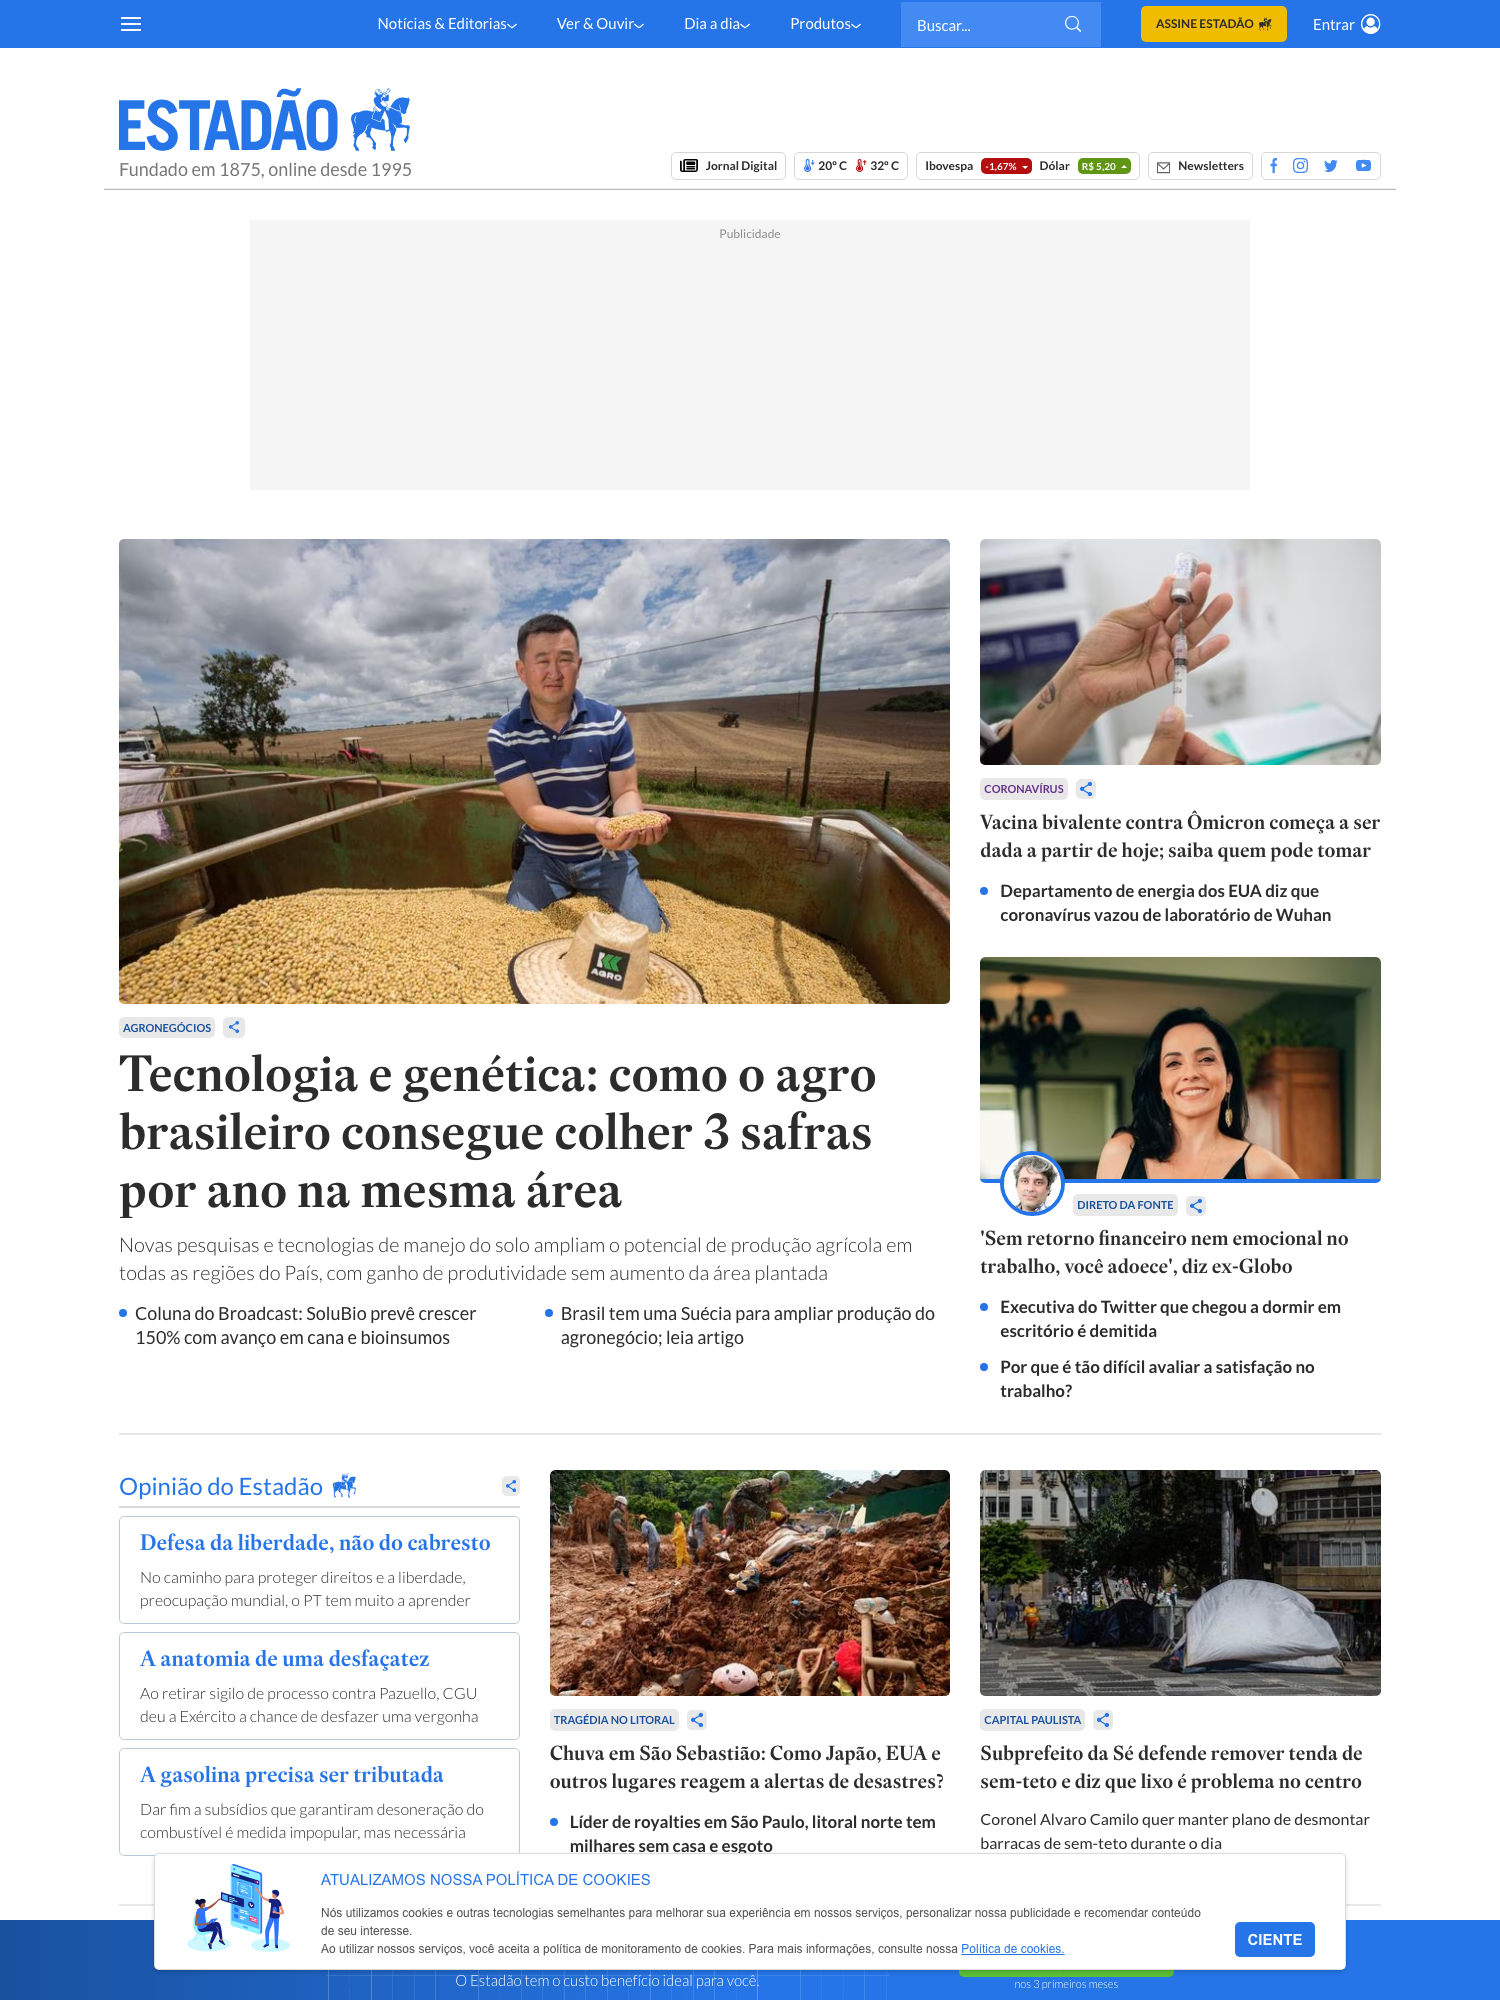 Notícias & Editorias
Ver & Ouvir
Dia a dia
Produtos
Buscar...
ASSINE ESTADÃO
Entrar
ESTADÃO
Fundado em 1875, online desde 1995
Jornal Digital
20º C 32º C
Ibovespa -1,67% Dólar R$ 5,20
Newsletters
Publicidade
AGRO
AGRONEGÓCIOS
Tecnologia e genética: como o agro
brasileiro consegue colher 3 safras
por ano na mesma área
Novas pesquisas e tecnologias de manejo do solo ampliam o potencial de produção agrícola em
todas as regiões do País, com ganho de produtividade sem aumento da área plantada
Coluna do Broadcast: SoluBio prevê crescer
150% com avanço em cana e bioinsumos
Brasil tem uma Suécia para ampliar produção do
agronegócio; leia artigo
CORONAVÍRUS
Vacina bivalente contra Ômicron começa a ser
dada a partir de hoje; saiba quem pode tomar
Departamento de energia dos EUA diz que
coronavírus vazou de laboratório de Wuhan
DIRETO DA FONTE
'Sem retorno financeiro nem emocional no
trabalho, você adoece', diz ex-Globo
Executiva do Twitter que chegou a dormir em
escritório é demitida
Por que é tão difícil avaliar a satisfação no
trabalho?
Opinião do Estadão
Defesa da liberdade, não do cabresto
No caminho para proteger direitos e a liberdade,
preocupação mundial, o PT tem muito a aprender
A anatomia de uma desfaçatez
Ao retirar sigilo de processo contra Pazuello, CGU
deu a Exército a chance de desfazer uma vergonha
A gasolina precisa ser tributada
Dar fim a subsídios que garantiram desoneração do
combustível é medida impopular, mas necessária
TRAGÉDIA NO LITORAL
Chuva em São Sebastião: Como Japão, EUA e
outros lugares reagem a alertas de desastres?
Líder de royalties em São Paulo, litoral norte tem
milhares sem casa e esgoto
CAPITAL PAULISTA
Subprefeito da Sé defende remover tenda de
sem-teto e diz que lixo é problema no centro
Coronel Alvaro Camilo quer manter plano de desmontar
barracas de sem-teto durante o dia
ATUALIZAMOS NOSSA POLÍTICA DE COOKIES
Nós utilizamos cookies e outras tecnologias semelhantes para melhorar sua experiência em nossos serviços, personalizar nossa publicidade e recomendar conteúdo
de seu interesse.
Ao utilizar nossos serviços, você aceita a política de monitoramento de cookies. Para mais informações, consulte nossa Política de cookies.
CIENTE
O Estadão tem o custo benefício ideal para você.
nos 3 primeiros meses